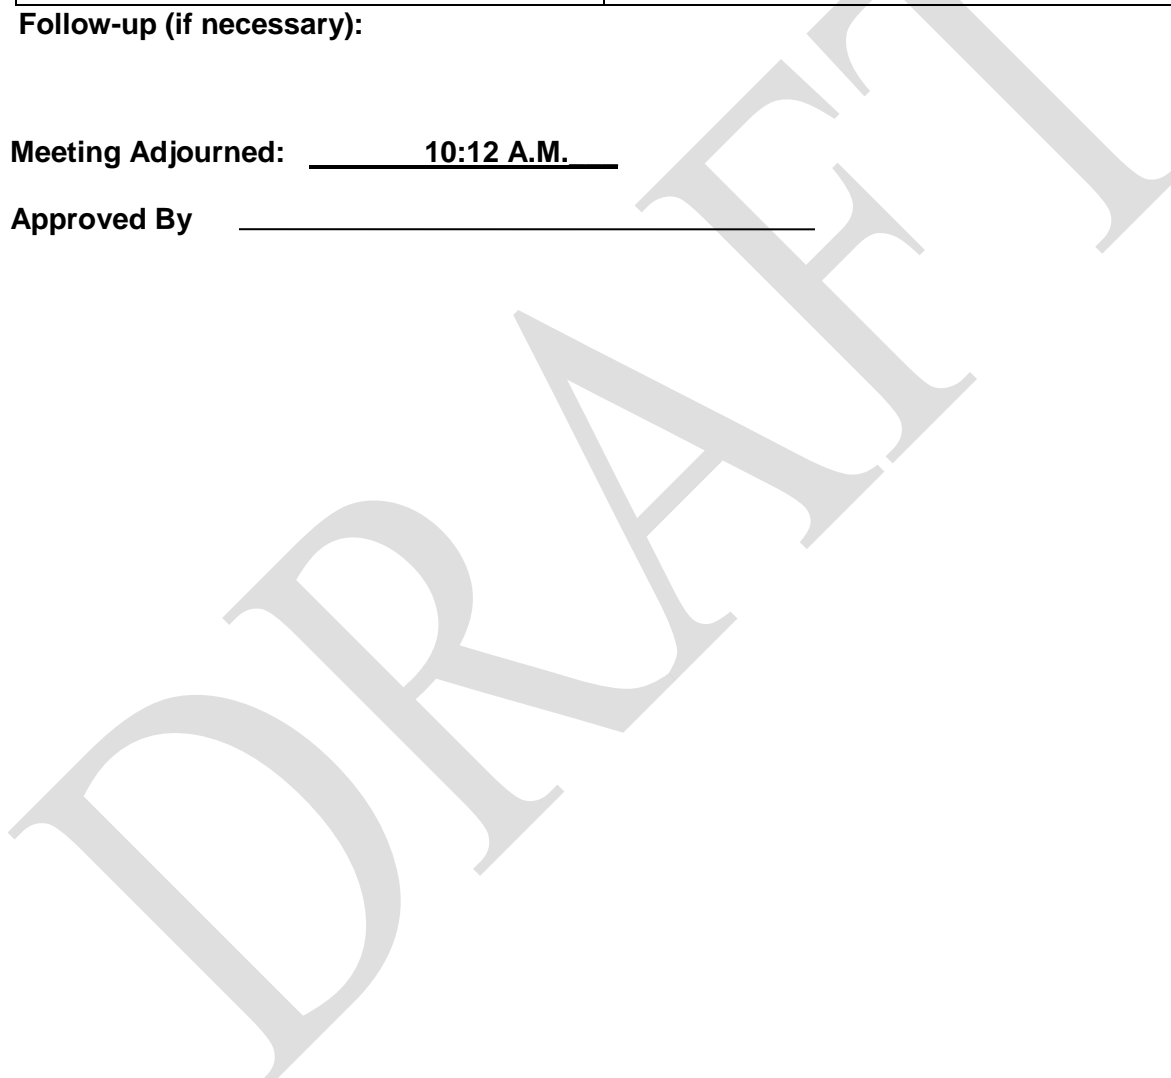 Follow-up (if necessary):
Meeting Adjourned: 10:12 A.M.
Approved By
DRAFT